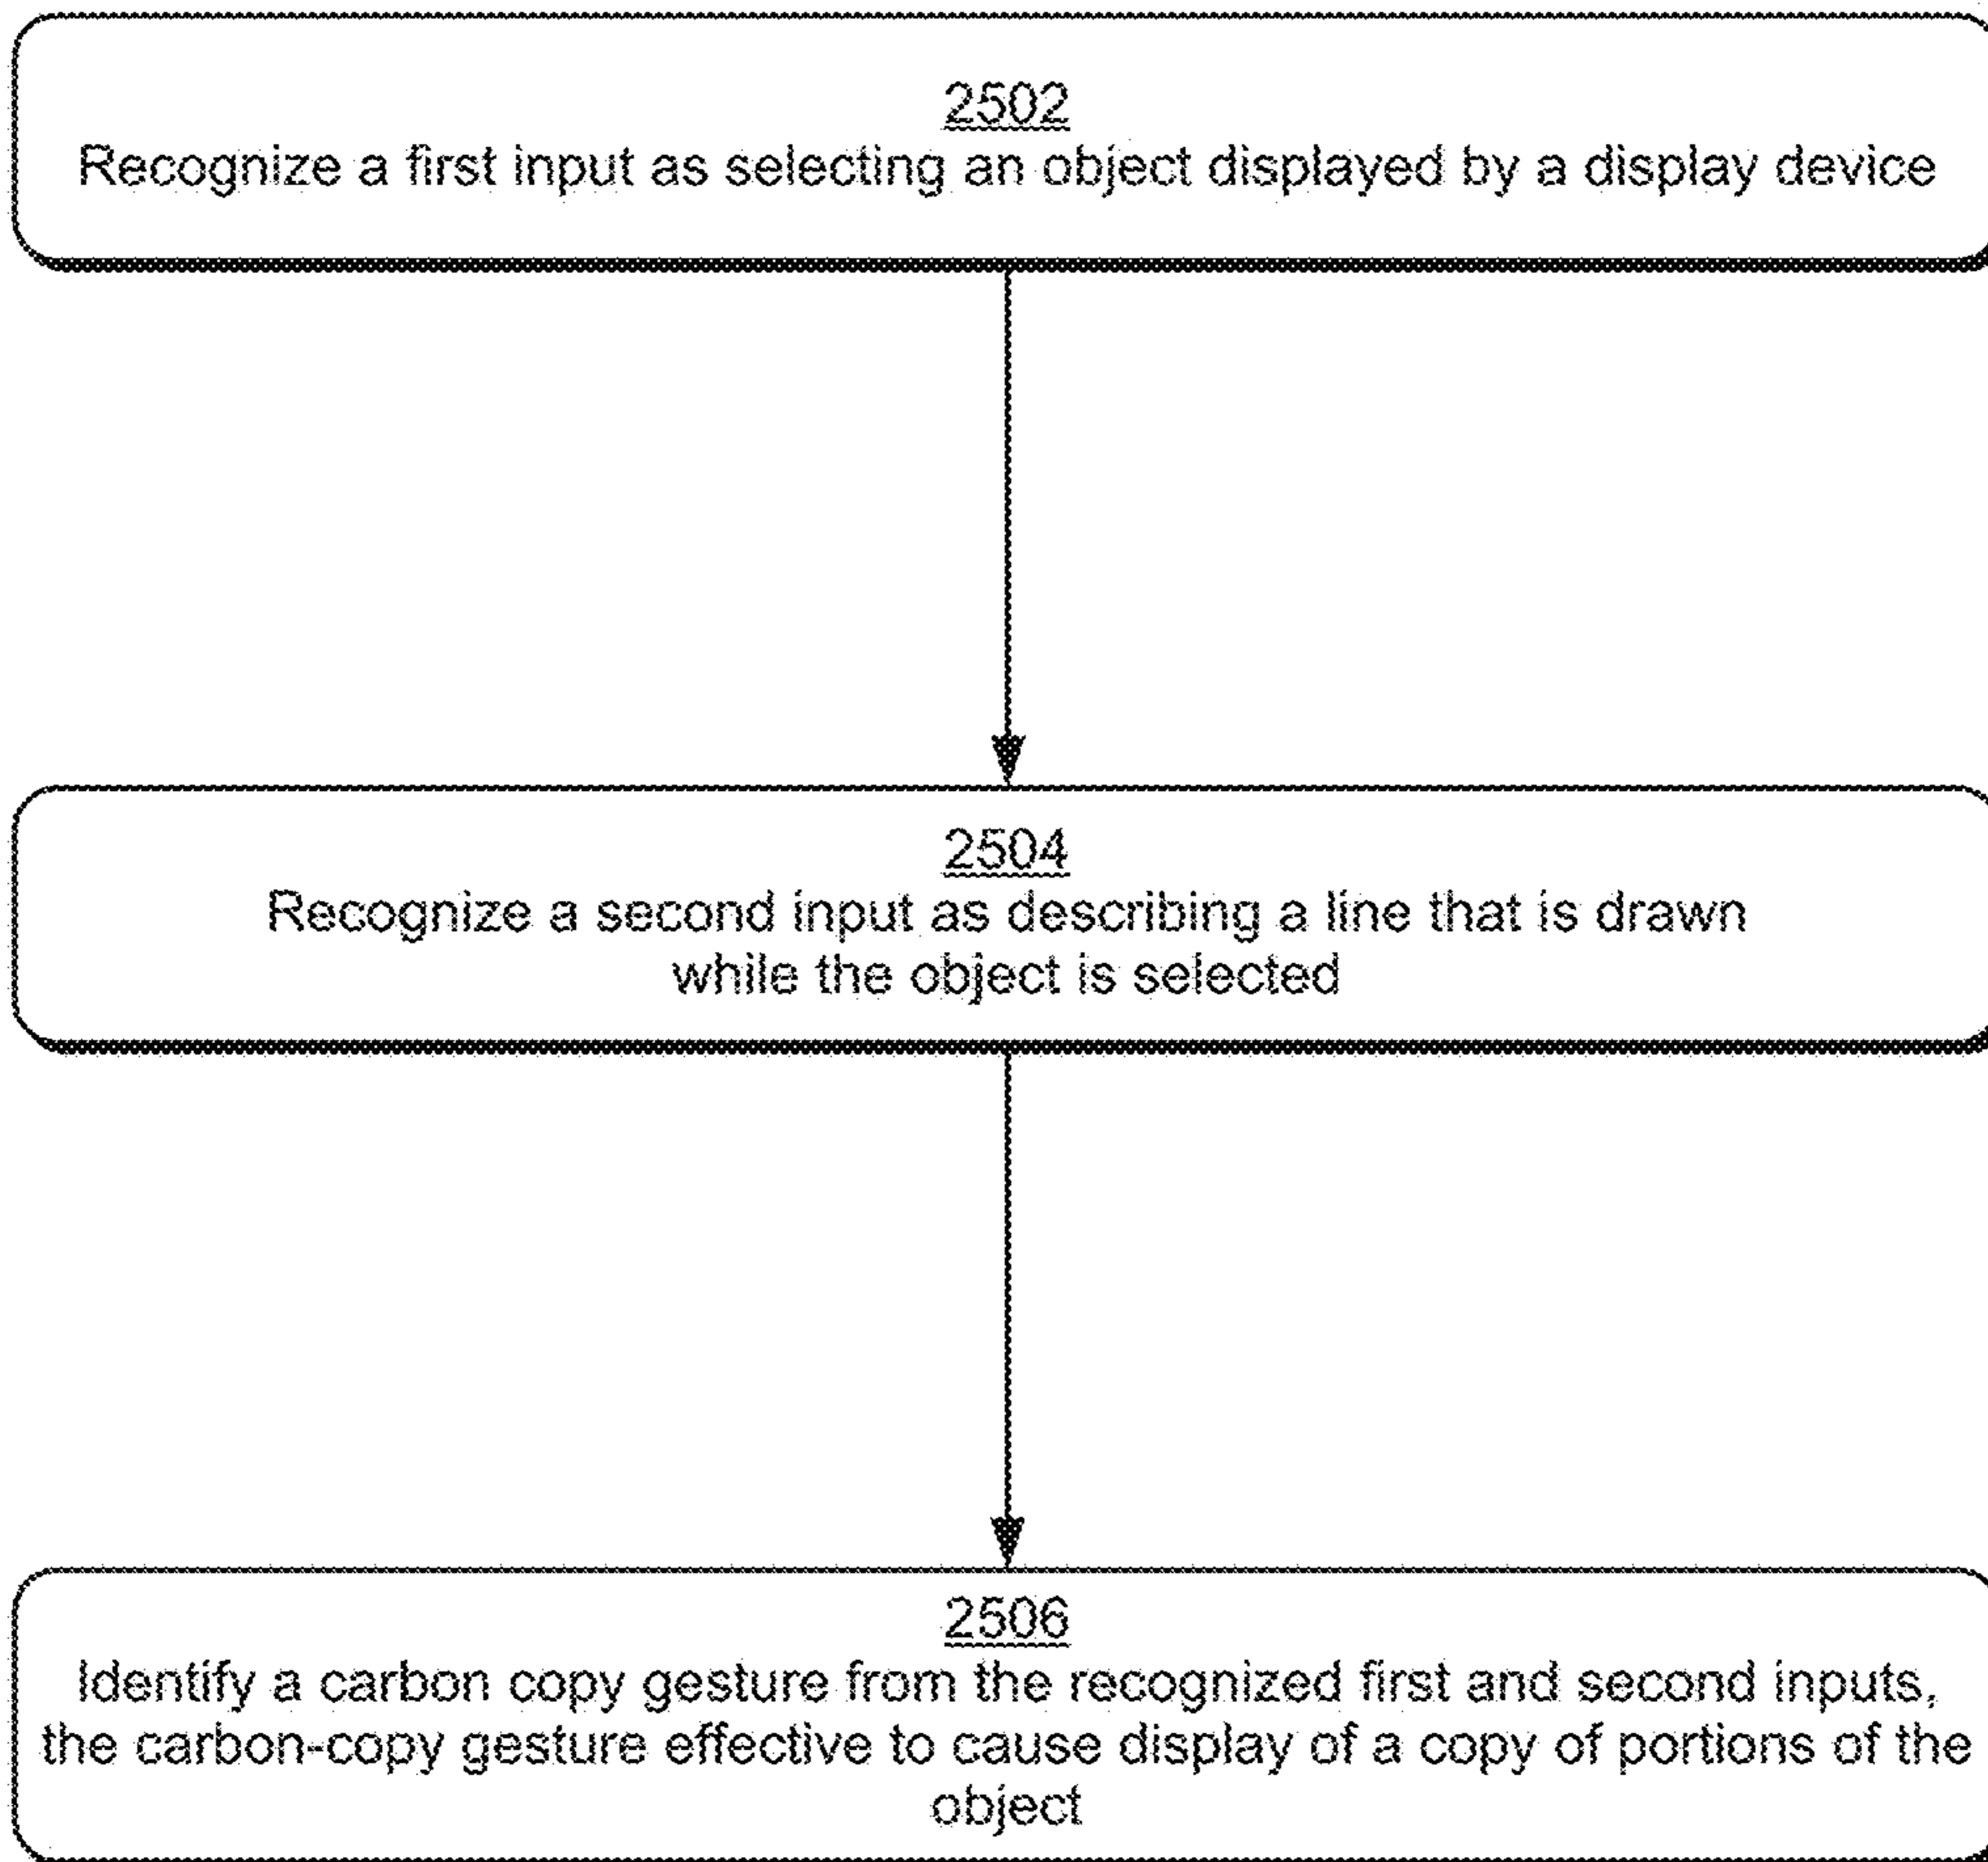 2502
Recognize a first input as selecting an object displayed by a display device
2504
Recognize a second input as describing a line that is drawn
while the object is selected
2506
Identify a carbon copy gesture from the recognized first and second inputs,
the carbon-copy gesture effective to cause display of a copy of portions of the
object